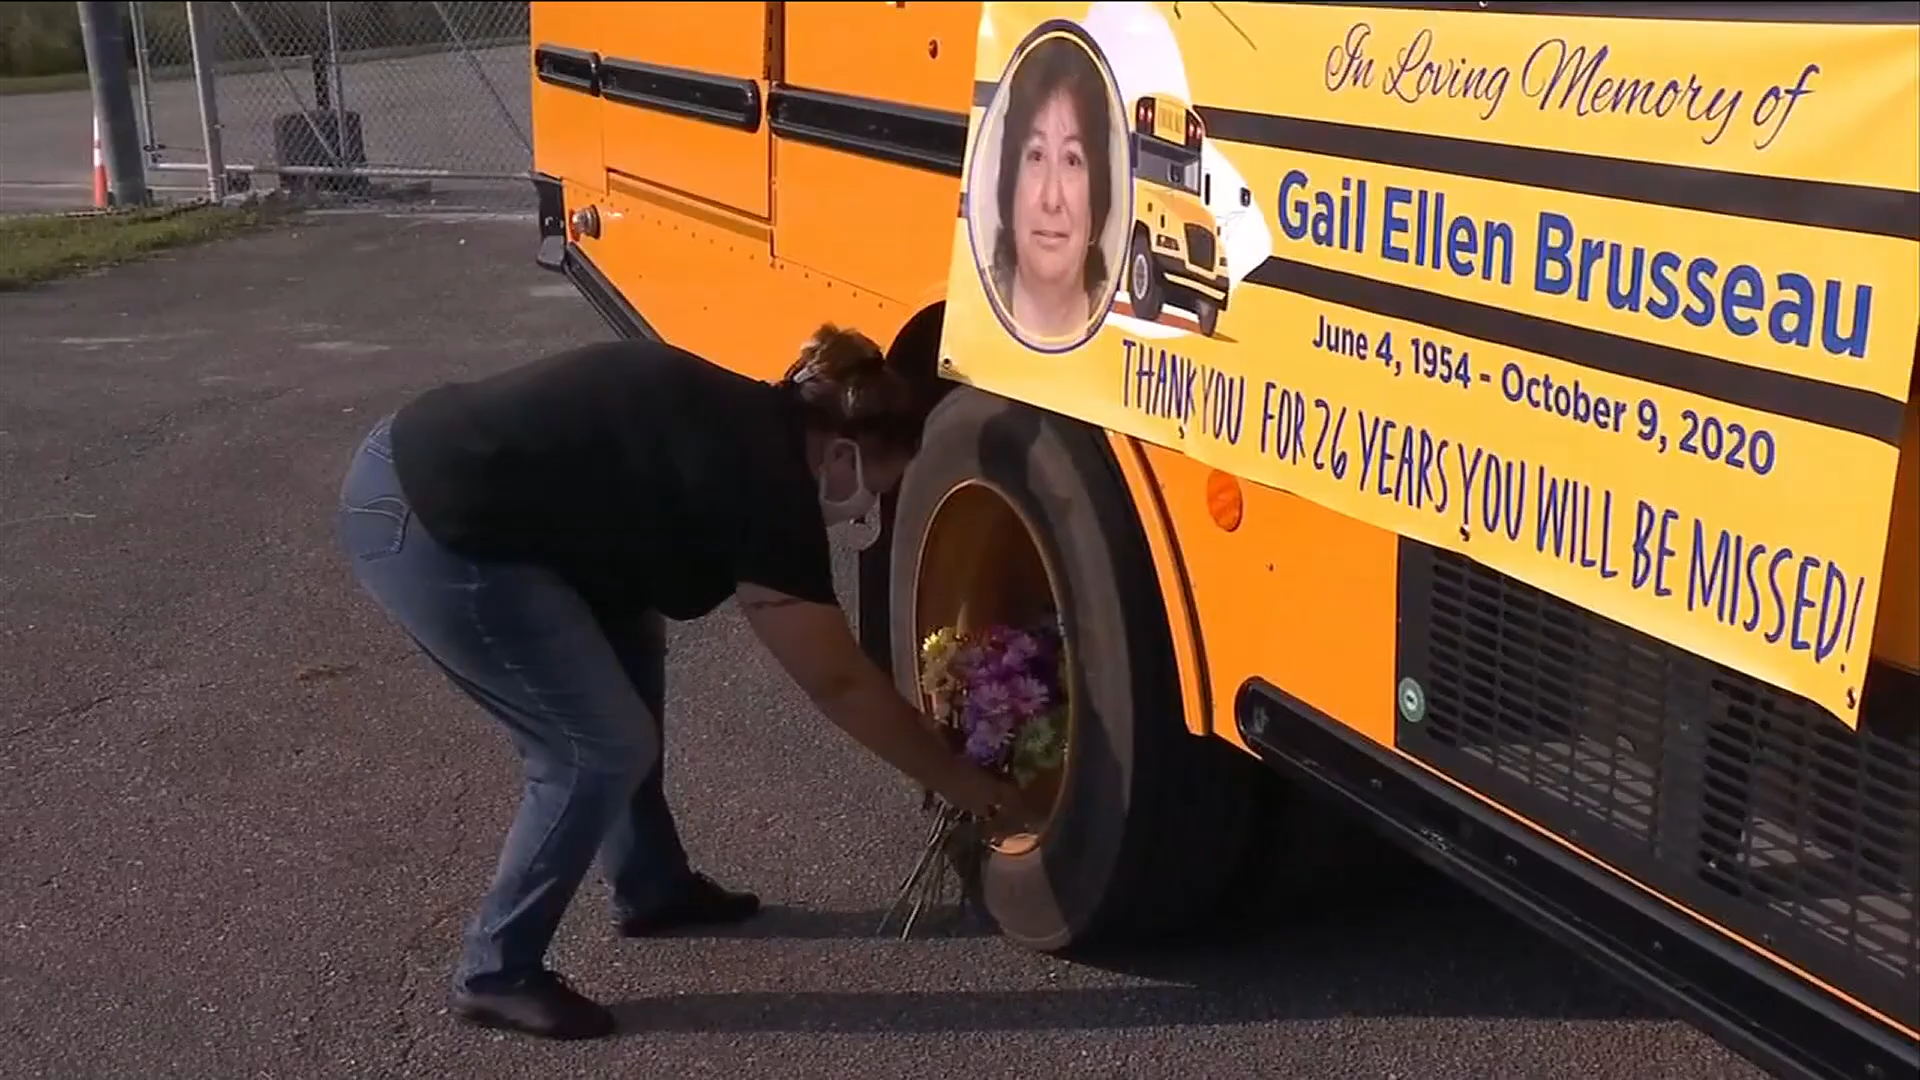 In Loving Memory of
Gail Ellen Brusseau
June 4, 1954 - October 9, 2020
THANK YOU FOR 26 YEARS YOU WILL BE MISSED!